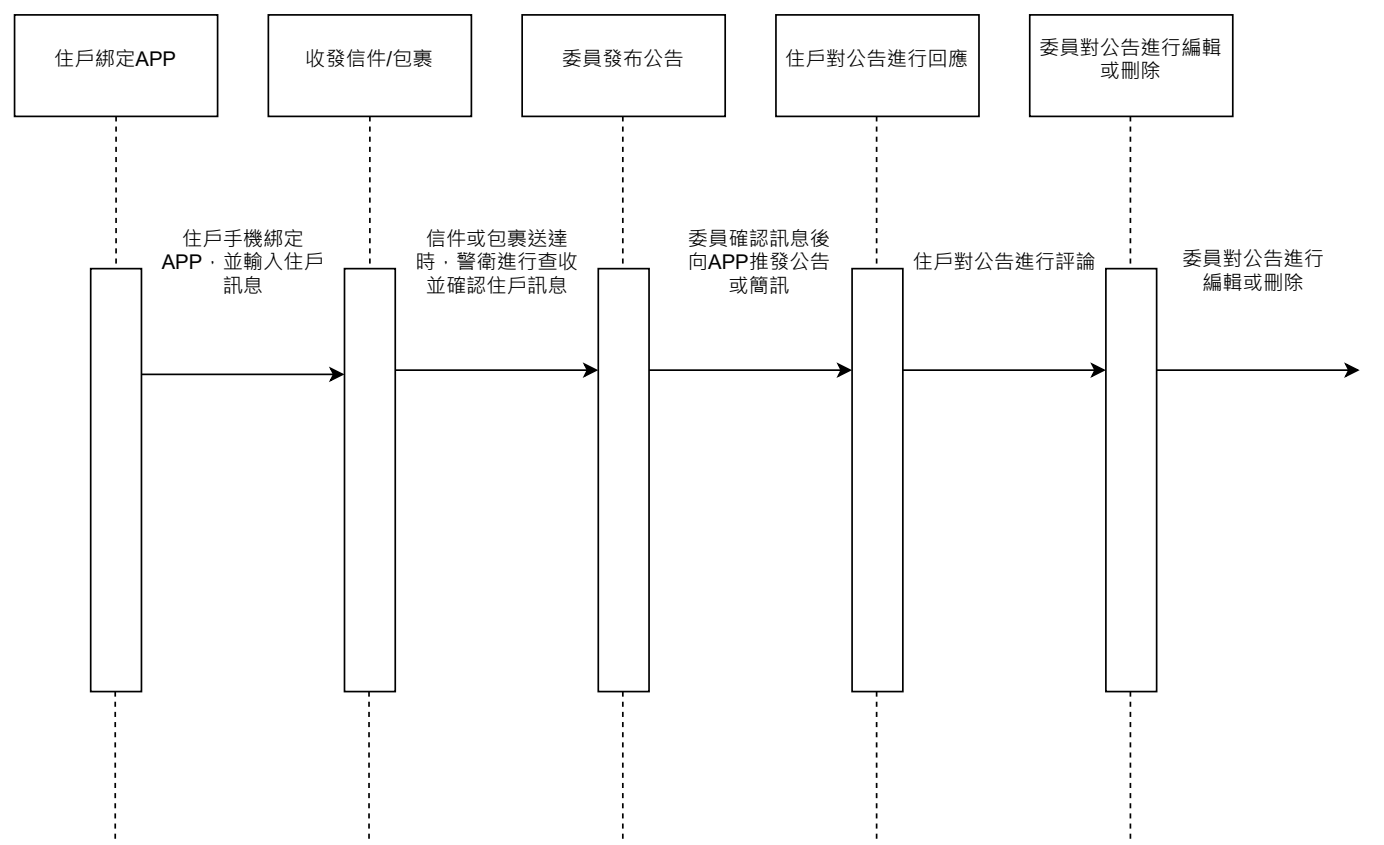 住戶綁定APP
收發信件/包裹
委員發布公告
住戶對公告進行回應
委員對公告進行編輯
或刪除
住戶手機綁定
APP，並輸入住戶
訊息
信件或包裹送達
時，警衛進行查收
並確認住戶訊息
委員確認訊息後
向APP推發公告
或簡訊
住戶對公告進行評論
委員對公告進行
編輯或刪除